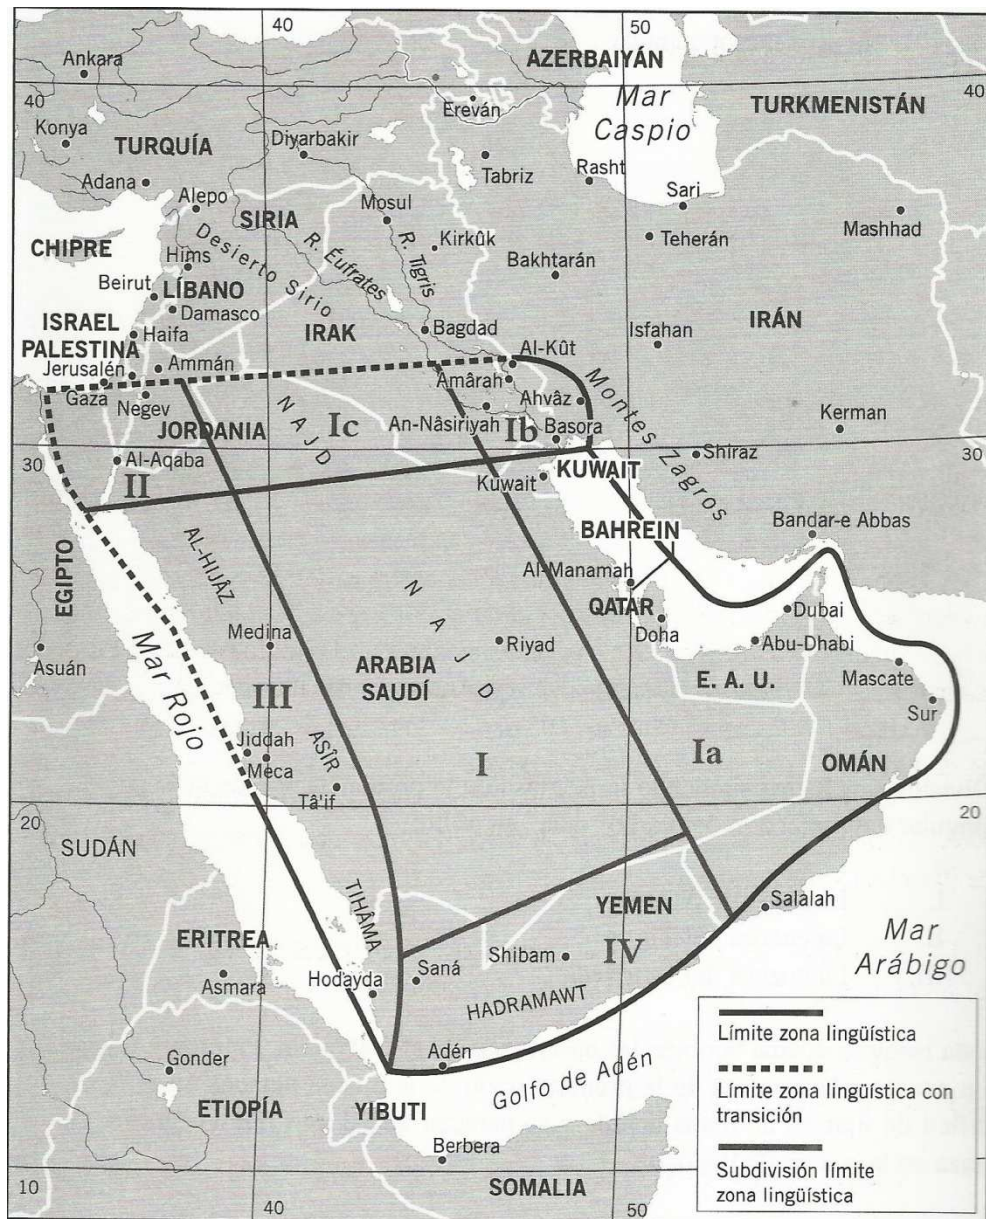 40
50
Ankara
AZERBAIYÁN
40
Ereván
Mar
Caspio
TURKMENISTÁN
40
Konya
TURQUÍA
Diyarbakir
Adana
Tabriz
Rasht
Sari
Alepo
SIRIA
Mosul
Mashhad
CHIPRE
Desierto Sirio
R. Éufrates
R. Tigris
Kirkûk
Teherán
Hims
Bakhtarán
Beirut
LÍBANO
Damasco
ISRAEL
PALESTINA
Haifa
IRAK
Bagdad
Isfahan
IRÁN
Jerusalén
Ammán
Al-Kût
Gaza
Negev
Amârah
Ahvâz
Montes Zagros
JORDANIA
NAJD
Ic
An-Nâsiriyah
Ib
Basora
Kerman
30
Al-Aqaba
II
KUWAIT
Kuwait
Shiraz
30
EGIPTO
AL-HIJÂZ
BAHREIN
Bandar-e Abbas
Al-Manamah
NAJD
QATAR
Doha
Dubai
Abu-Dhabi
Asuán
Mar Rojo
Medina
ARABIA
SAUDÍ
Riyad
E. A. U.
Mascate
III
Sur
Jiddah
Meca
ASÎR
I
Ia
OMÁN
Tâ'if
20
20
SUDÁN
TIHÂMA
YEMEN
Salalah
ERITREA
Shibam
IV
Mar
Arábigo
Asmara
Hodayda
Saná
HADRAMAWT
Gonder
Adén
Golfo de Adén
ETIOPÍA
YIBUTI
Berbera
SOMALIA
10
40
50
Límite zona lingüística
Límite zona lingüística con
transición
Subdivisión límite
zona lingüística